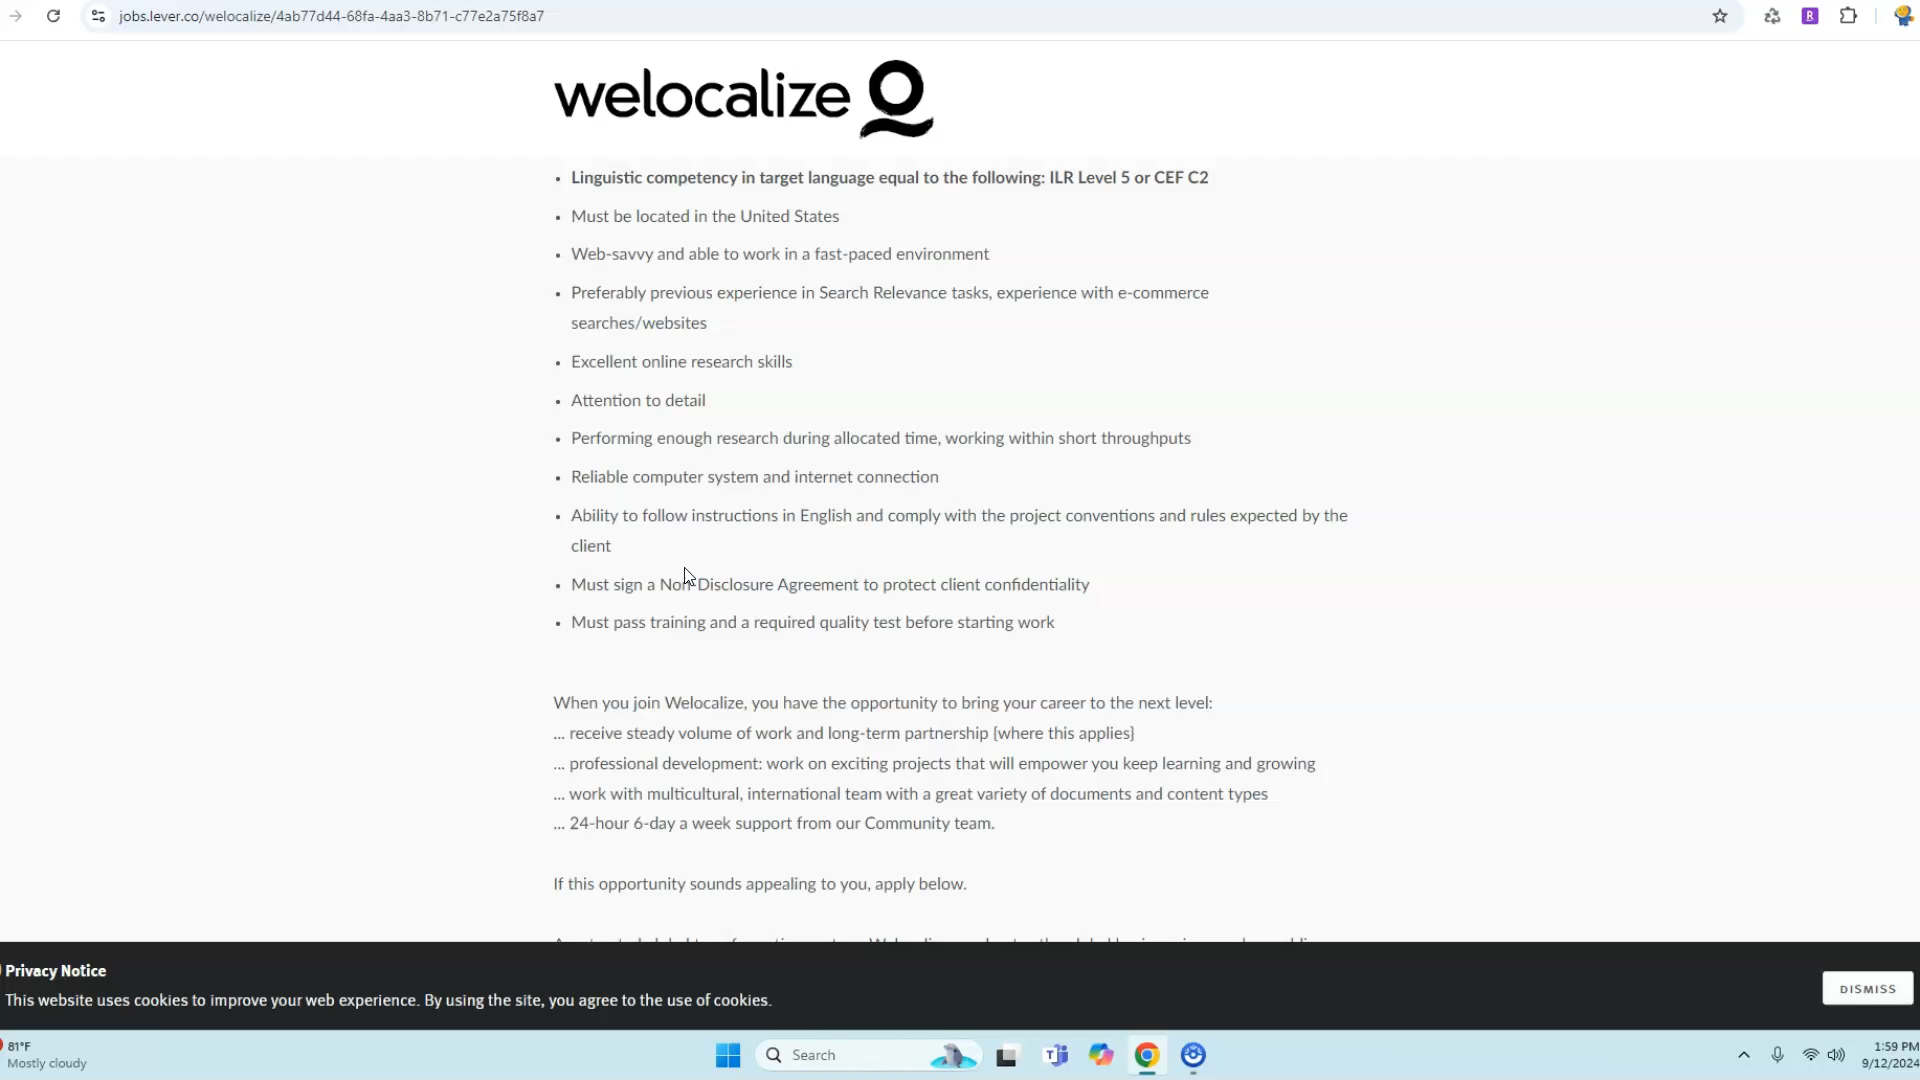 jobs.lever.co/welocalize/4ab77d44-68fa-4aa3-8b71-c77e2a75f8a7
R
welocalize
• Linguistic competency in target language equal to the following: ILR Level 5 or CEF C2
• Must be located in the United States
• Web-savvy and able to work in a fast-paced environment
• Preferably previous experience in Search Relevance tasks, experience with e-commerce
searches/websites
• Excellent online research skills
• Attention to detail
• Performing enough research during allocated time, working within short throughputs
• Reliable computer system and internet connection
• Ability to follow instructions in English and comply with the project conventions and rules expected by the
client
• Must sign a Non-Disclosure Agreement to protect client confidentiality
• Must pass training and a required quality test before starting work
When you join Welocalize, you have the opportunity to bring your career to the next level:
... receive steady volume of work and long-term partnership [where this applies}
... professional development: work on exciting projects that will empower you keep learning and growing
... work with multicultural, international team with a great variety of documents and content types
... 24-hour 6-day a week support from our Community team.
If this opportunity sounds appealing to you, apply below.
Privacy Notice
This website uses cookies to improve your web experience. By using the site, you agree to the use of cookies.
DISMISS
81°F
Mostly cloudy
Search
1:59 PM
9/12/2024